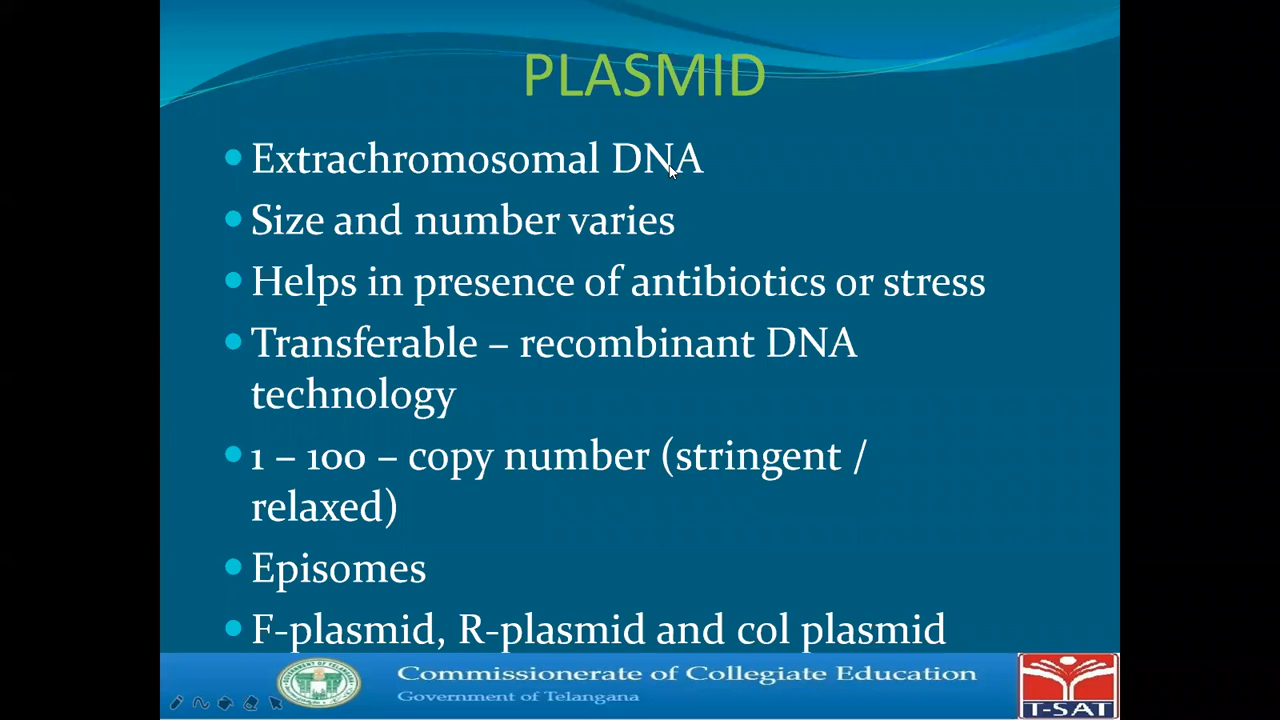 PLASMID
Extrachromosomal DNA
Size and number varies
Helps in presence of antibiotics or stress
Transferable – recombinant DNA
technology
1 – 100 – copy number (stringent /
relaxed)
Episomes
F-plasmid, R-plasmid and col plasmid
Commissionerate of Collegiate Education
Government of Telangana
T-SAT